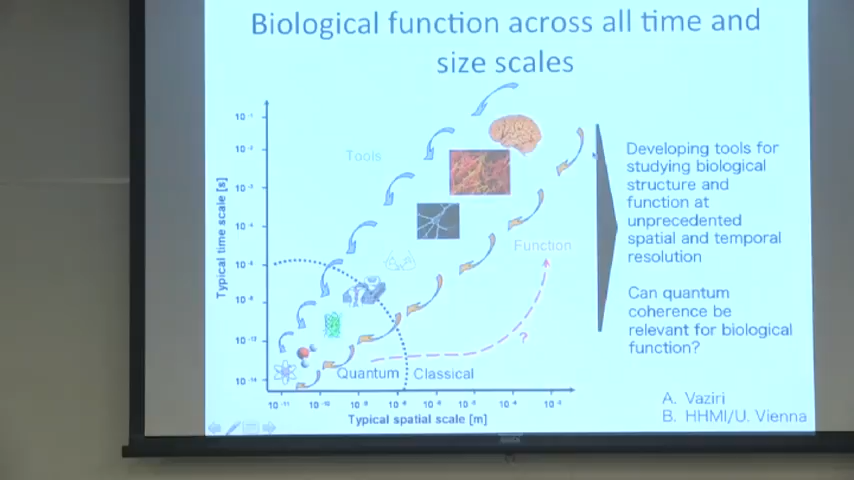 Biological function across all time and
size scales
Tools
Function
Quantum
Classical
?
Typical time scale [s]
Typical spatial scale [m]
Developing tools for
studying biological
structure and
function at
unprecedented
spatial and temporal
resolution
Can quantum
coherence be
relevant for biological
function?
A. Vaziri
B. HHMI/U. Vienna